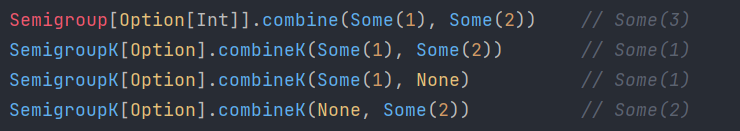 Semigroup[Option[Int]].combine(Some(1), Some(2))    // Some(3)
SemigroupK[Option].combineK(Some(1), Some(2))       // Some(1)
SemigroupK[Option].combineK(Some(1), None)          // Some(1)
SemigroupK[Option].combineK(None, Some(2))          // Some(2)